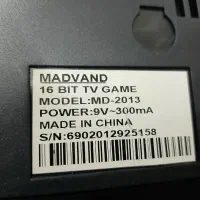 MADVAND
16 BIT TV GAME
MODEL:MD-2013
POWER:9V~300mA
MADE IN CHINA
S/N:6902012925158